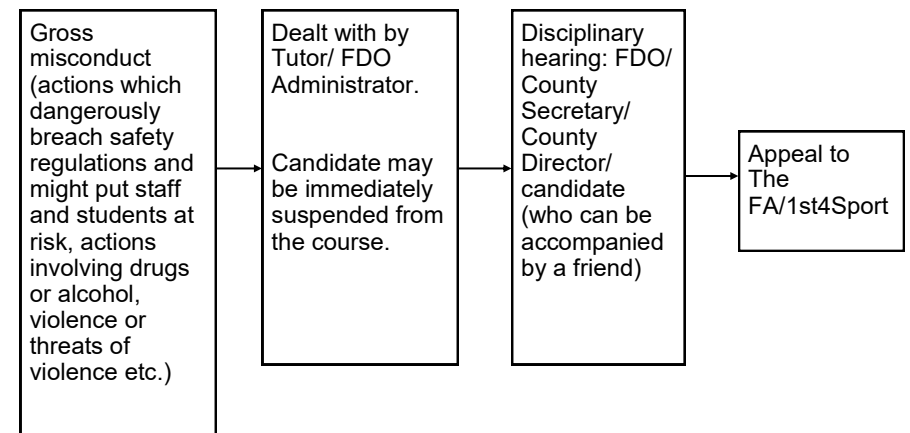 Gross
misconduct
(actions which
dangerously
breach safety
regulations and
might put staff
and students at
risk, actions
involving drugs
or alcohol,
violence or
threats of
violence etc.)
Dealt with by
Tutor/ FDO
Administrator.
Candidate may
be immediately
suspended from
the course.
Disciplinary
hearing: FDO/
County
Secretary/
County
Director/
candidate
(who can be
accompanied
by a friend)
Appeal to
The
FA/1st4Sport